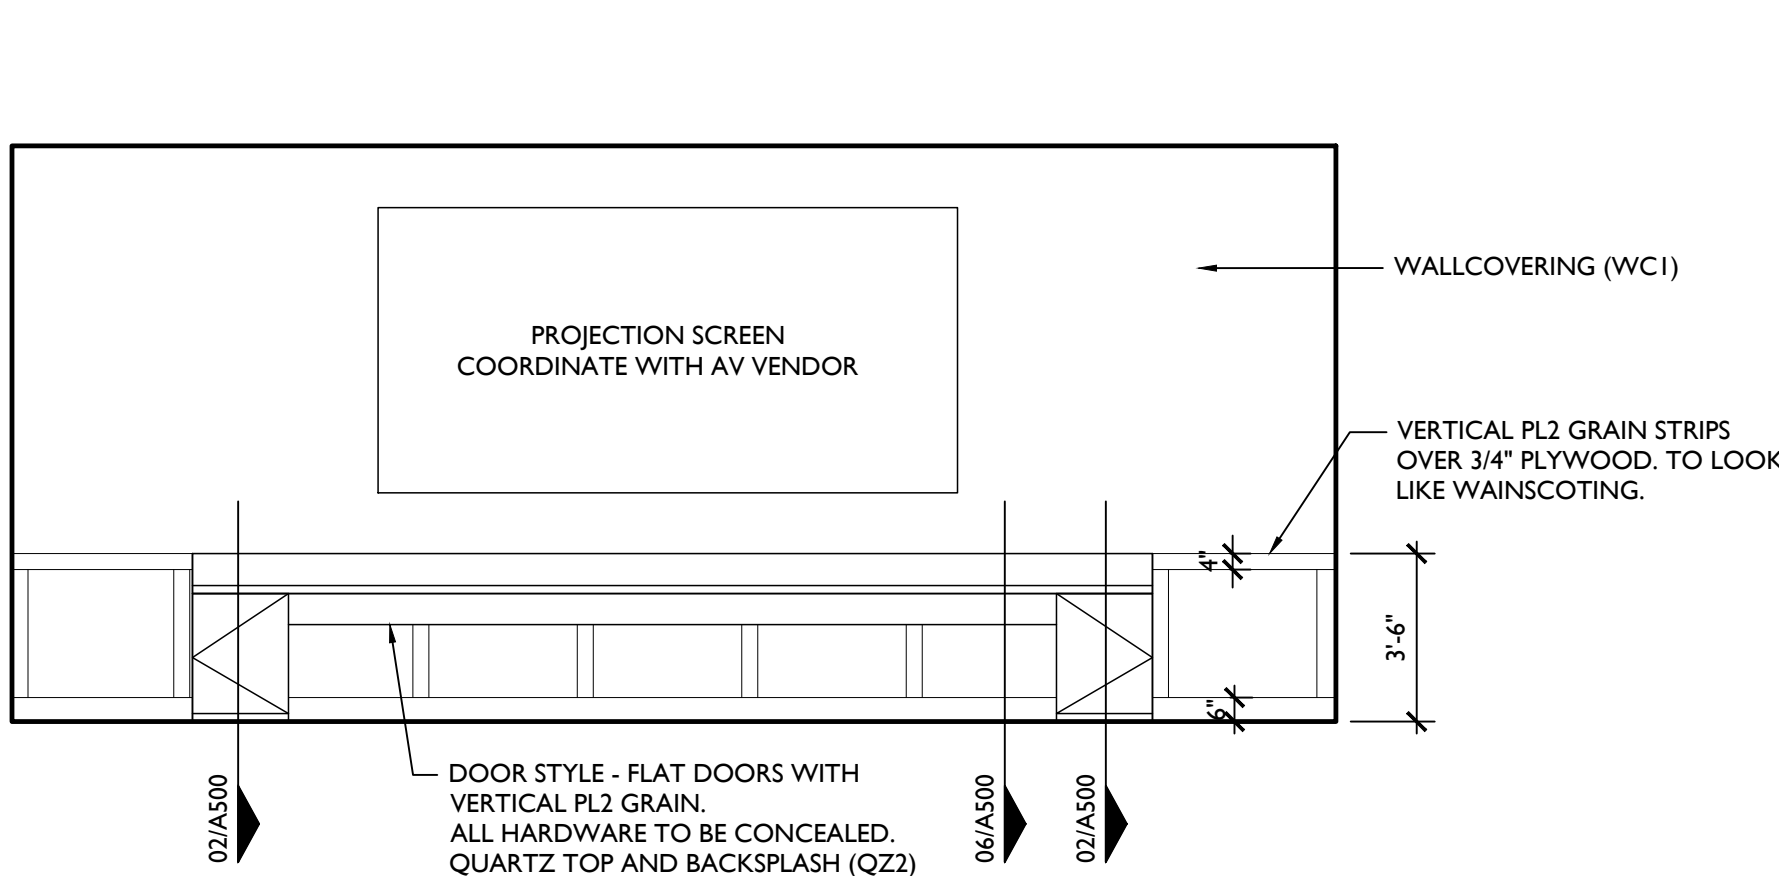 WALLCOVERING (WC1)
PROJECTION SCREEN
COORDINATE WITH AV VENDOR
VERTICAL PL2 GRAIN STRIPS
OVER 3/4" PLYWOOD. TO LOOK
LIKE WAINSCOTING.
4"
3'-6"
6"
DOOR STYLE - FLAT DOORS WITH
VERTICAL PL2 GRAIN.
ALL HARDWARE TO BE CONCEALED.
QUARTZ TOP AND BACKSPLASH (QZ2)
02/A500
06/A500
02/A500